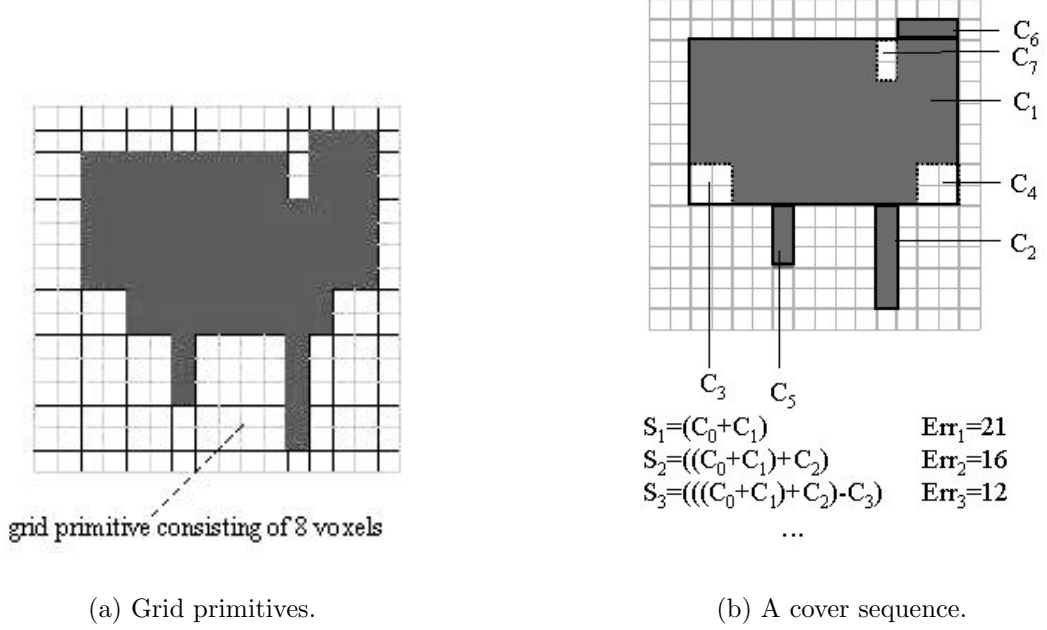 C₆
C₇
C₁
C₄
C₂
C₃
C₅
grid primitive consisting of 8 voxels
S₁=(C₀+C₁) Err₁=21
S₂=((C₀+C₁)+C₂) Err₂=16
S₃=(((C₀+C₁)+C₂)-C₃) Err₃=12
...
(a) Grid primitives.
(b) A cover sequence.